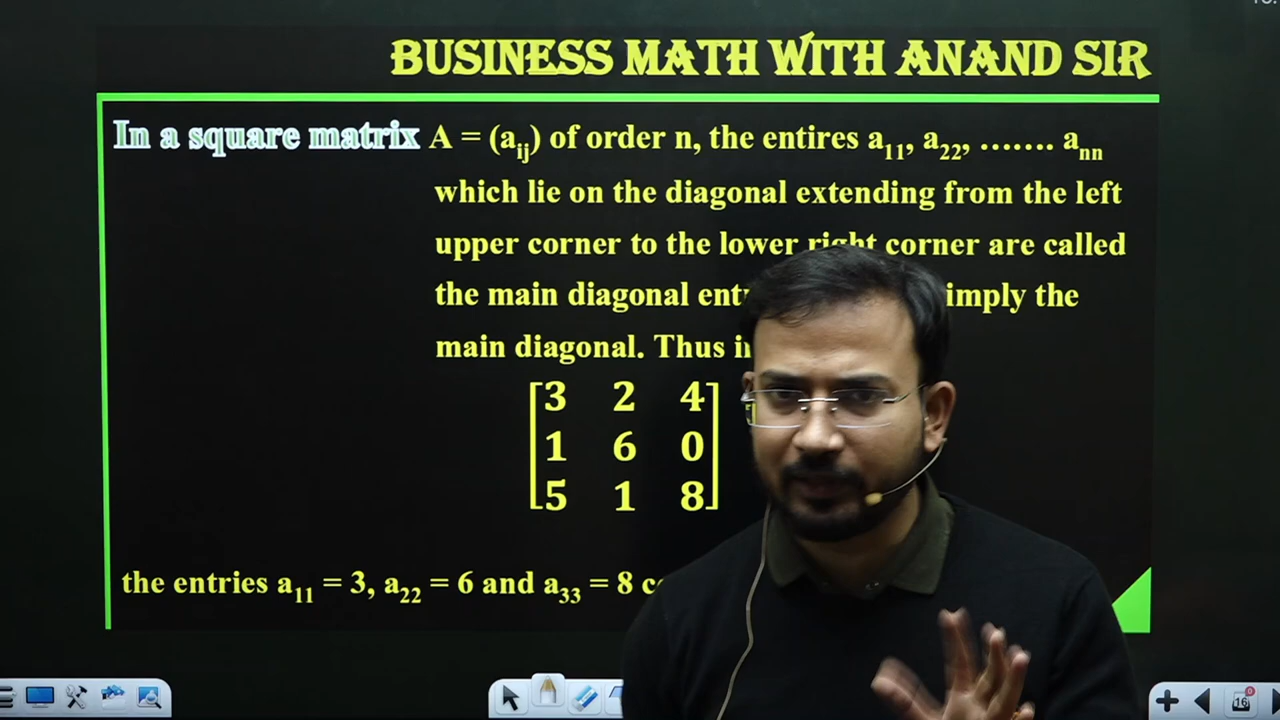 BUSINESS MATH WITH ANAND SIR
In a square matrix A = (aᵢⱼ) of order n, the entires a₁₁, a₂₂, ……. aₙₙ
which lie on the diagonal extending from the left
upper corner to the lower right corner are called
the main diagonal imply the
main diagonal. Thus
3 2 4
1 6 0
5 1 8
the entries a₁₁ = 3, a₂₂ = 6 and a₃₃ = 8
16